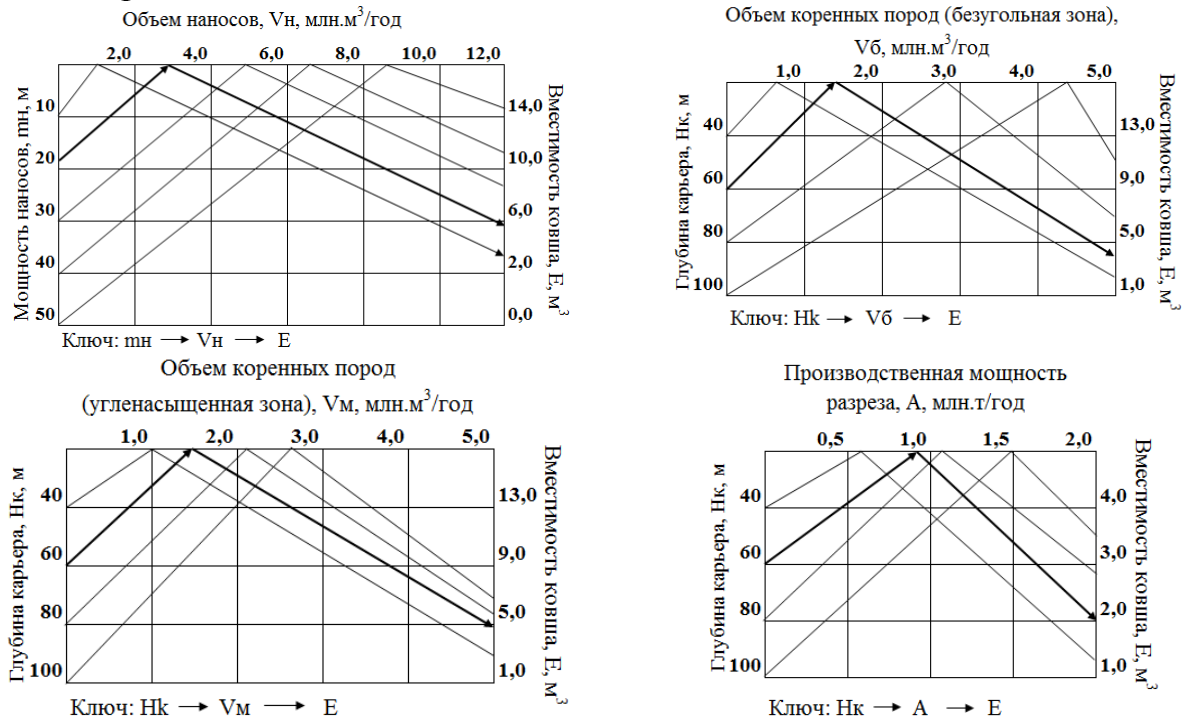 Объем наносов, Vн, млн.м³/год
2,0 4,0 6,0 8,0 10,0 12,0
Мощность наносов, mн, м
10
20
30
40
50
14,0
10,0
6,0
2,0
0,0
Вместимость ковша, Е, м³
Ключ: mн → Vн → Е
Объем коренных пород (безугольная зона),
Vб, млн.м³/год
1,0 2,0 3,0 4,0 5,0
Глубина карьера, Нк, м
40
60
80
100
13,0
9,0
5,0
1,0
Вместимость ковша, Е, м³
Ключ: Нk → Vб → Е
Объем коренных пород
(угленасыщенная зона), Vм, млн.м³/год
1,0 2,0 3,0 4,0 5,0
Глубина карьера, Нк, м
40
60
80
100
13,0
9,0
5,0
1,0
Вместимость ковша, Е, м³
Ключ: Нk → Vм → Е
Производственная мощность
разреза, А, млн.т/год
0,5 1,0 1,5 2,0
Глубина карьера, Нк, м
40
60
80
100
4,0
3,0
2,0
1,0
Вместимость ковша, Е, м³
Ключ: Нк → А → Е